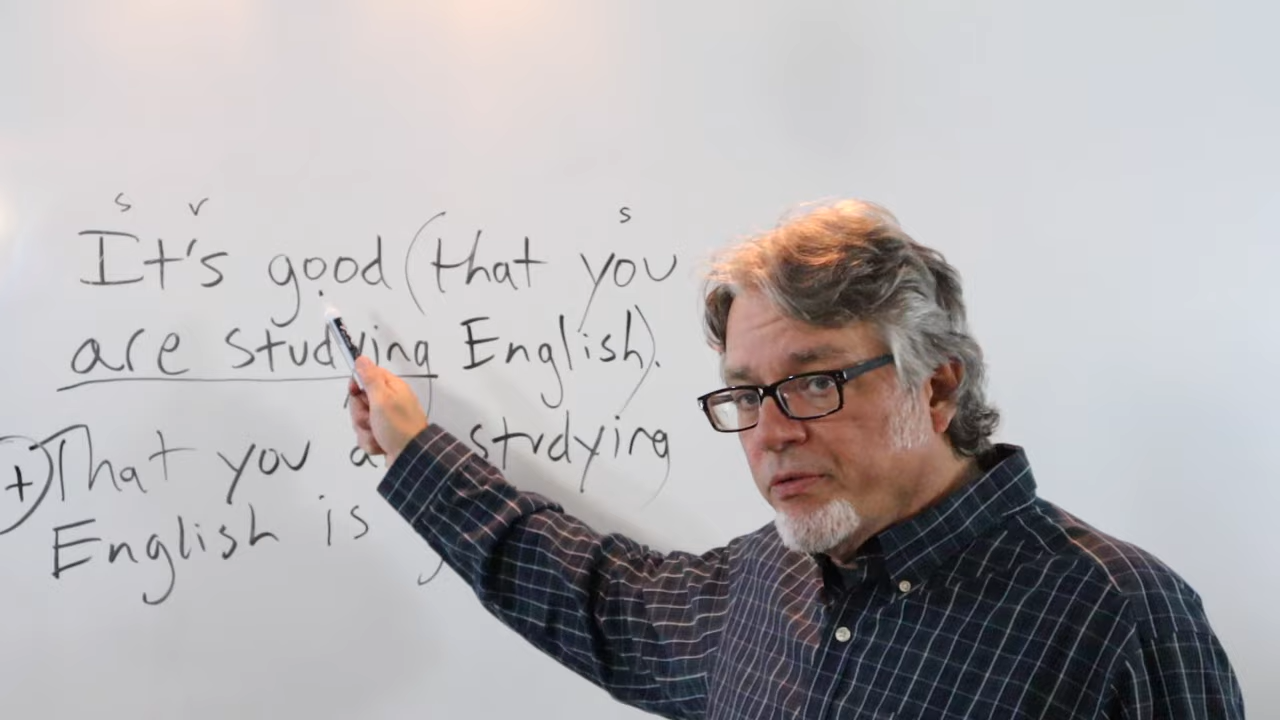 s v s
It's good (that you
are studying English).
+ That you studying
English is